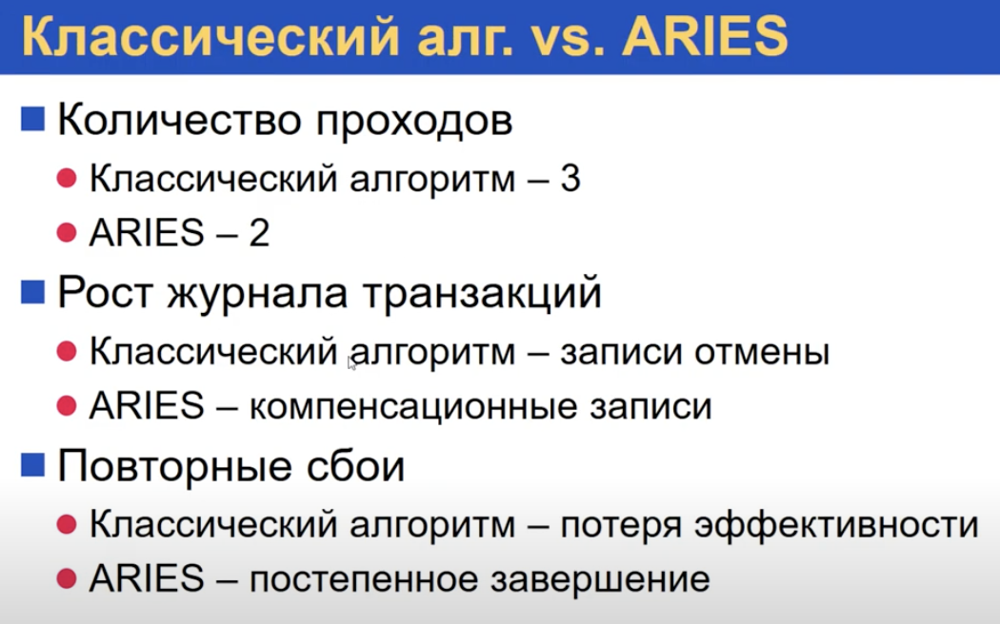 Классический алг. vs. ARIES
Количество проходов
Классический алгоритм – 3
ARIES – 2
Рост журнала транзакций
Классический алгоритм – записи отмены
ARIES – компенсационные записи
Повторные сбои
Классический алгоритм – потеря эффективности
ARIES – постепенное завершение